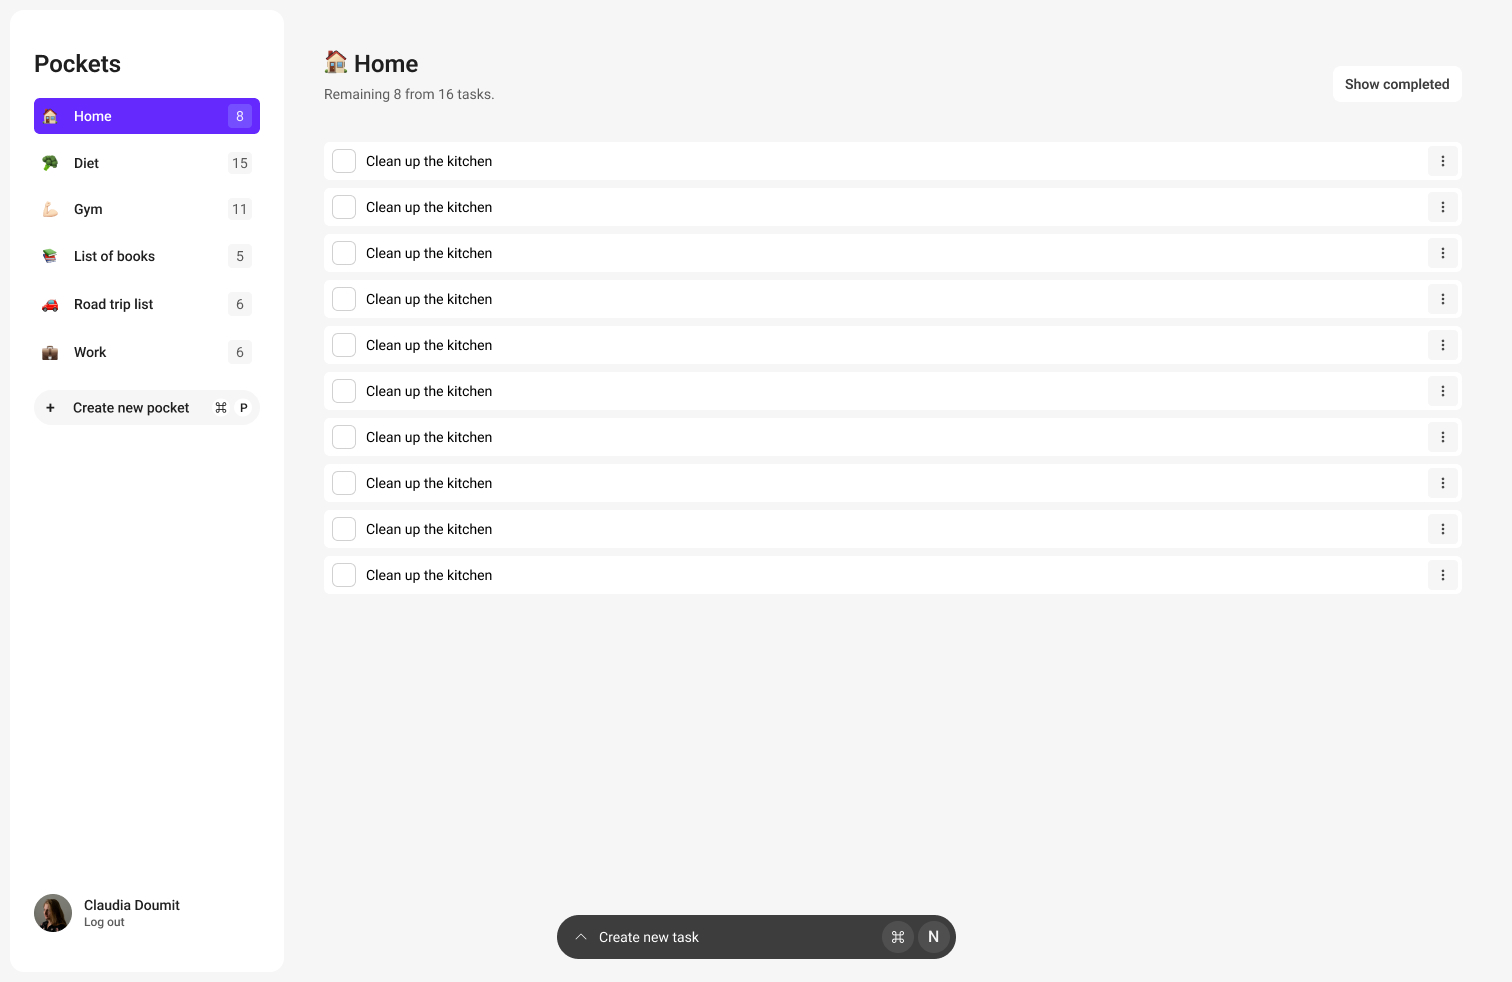 Pockets
Home 8
Diet 15
Gym 11
List of books 5
Road trip list 6
Work 6
+ Create new pocket ⌘ P
Claudia Doumit
Log out
Home
Remaining 8 from 16 tasks.
Show completed
Clean up the kitchen
Clean up the kitchen
Clean up the kitchen
Clean up the kitchen
Clean up the kitchen
Clean up the kitchen
Clean up the kitchen
Clean up the kitchen
Clean up the kitchen
Clean up the kitchen
Create new task ⌘ N